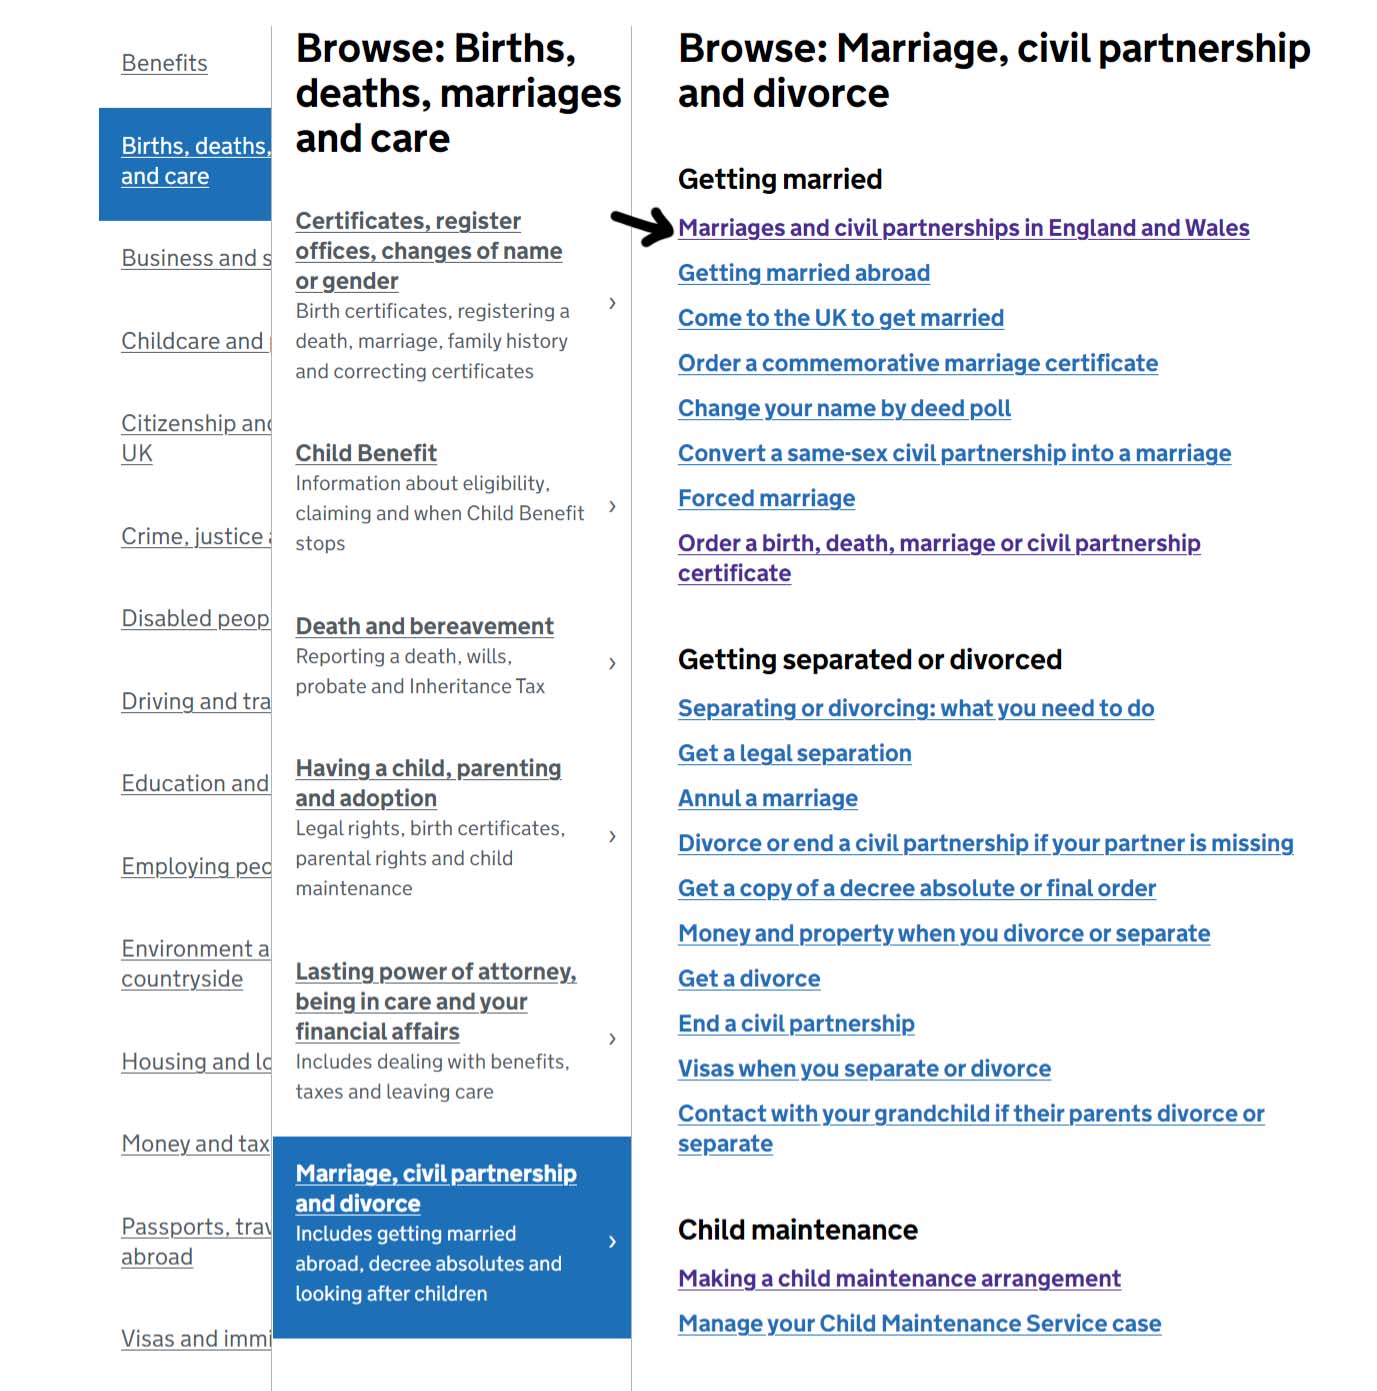 Benefits
Births, deaths,
and care
Business and s
Childcare and
Citizenship and
UK
Crime, justice
Disabled peop
Driving and tra
Education and
Employing peo
Environment a
countryside
Housing and lo
Money and tax
Passports, trav
abroad
Visas and immi
Browse: Births,
deaths, marriages
and care
Certificates, register
offices, changes of name
or gender
Birth certificates, registering a
death, marriage, family history
and correcting certificates
Child Benefit
Information about eligibility,
claiming and when Child Benefit
stops
Death and bereavement
Reporting a death, wills,
probate and Inheritance Tax
Having a child, parenting
and adoption
Legal rights, birth certificates,
parental rights and child
maintenance
Lasting power of attorney,
being in care and your
financial affairs
Includes dealing with benefits,
taxes and leaving care
Marriage, civil partnership
and divorce
Includes getting married
abroad, decree absolutes and
looking after children
Browse: Marriage, civil partnership
and divorce
Getting married
Marriages and civil partnerships in England and Wales
Getting married abroad
Come to the UK to get married
Order a commemorative marriage certificate
Change your name by deed poll
Convert a same-sex civil partnership into a marriage
Forced marriage
Order a birth, death, marriage or civil partnership
certificate
Getting separated or divorced
Separating or divorcing: what you need to do
Get a legal separation
Annul a marriage
Divorce or end a civil partnership if your partner is missing
Get a copy of a decree absolute or final order
Money and property when you divorce or separate
Get a divorce
End a civil partnership
Visas when you separate or divorce
Contact with your grandchild if their parents divorce or
separate
Child maintenance
Making a child maintenance arrangement
Manage your Child Maintenance Service case